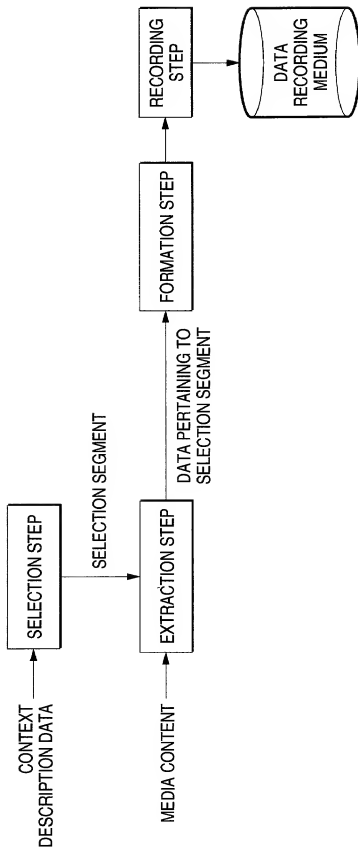 CONTEXT
DESCRIPTION DATA
SELECTION STEP
SELECTION SEGMENT
MEDIA CONTENT
EXTRACTION STEP
DATA PERTAINING TO
SELECTION SEGMENT
FORMATION STEP
RECORDING
STEP
DATA
RECORDING
MEDIUM